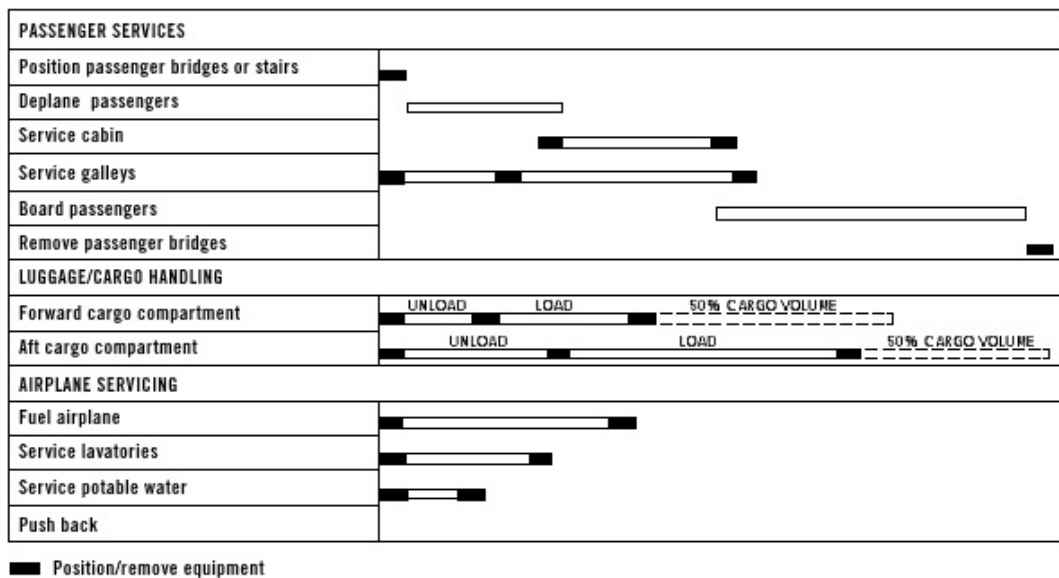 PASSENGER SERVICES
Position passenger bridges or stairs
Deplane passengers
Service cabin
Service galleys
Board passengers
Remove passenger bridges
LUGGAGE/CARGO HANDLING
Forward cargo compartment UNLOAD LOAD 50% CARGO VOLUME
Aft cargo compartment UNLOAD LOAD 50% CARGO VOLUME
AIRPLANE SERVICING
Fuel airplane
Service lavatories
Service potable water
Push back
Position/remove equipment